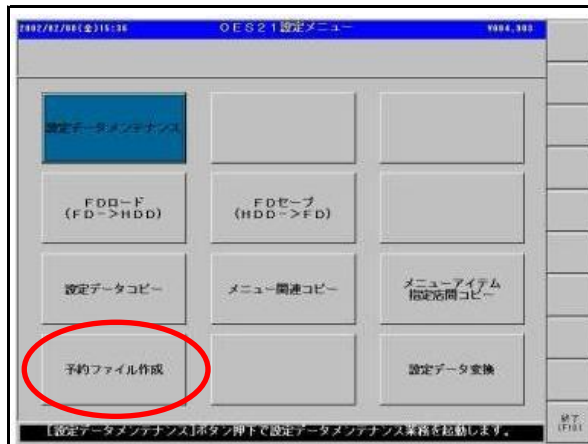 2002/02/08(金)15:36 OES21設定メニュー V004.003
設定データメンテナンス
FDロード FDセーブ
(FD->HDD) (HDD->FD)
設定データコピー メニュー関連コピー メニューアイテム
指定店間コピー
予約ファイル作成 設定データ変換
終了
(F10)
[設定データメンテナンス]ボタン押下で設定データメンテナンス業務を起動します。